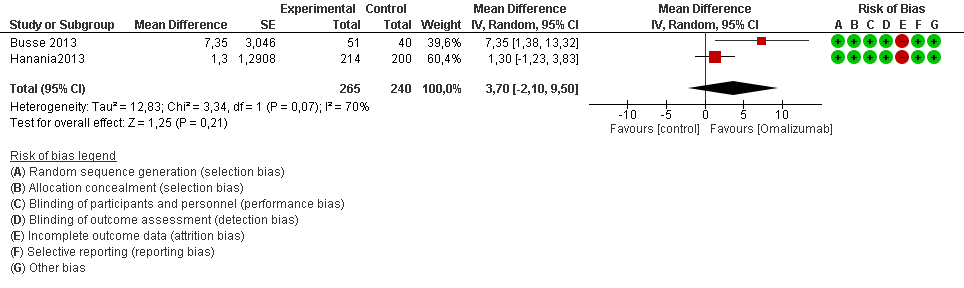 Experimental Control
Mean Difference Mean Difference Risk of Bias
Study or Subgroup Mean Difference SE Total Total Weight IV, Random, 95% CI IV, Random, 95% CI A B C D E F G
Busse 2013 7,35 3,046 51 40 39,6% 7,35 [1,38, 13,32] + + + + - + +
Hanania2013 1,3 1,2908 214 200 60,4% 1,30 [-1,23, 3,83] + + + + - + +
Total (95% CI) 265 240 100,0% 3,70 [-2,10, 9,50]
Heterogeneity: Tau² = 12,83; Chi² = 3,34, df = 1 (P = 0,07); I² = 70%
Test for overall effect: Z = 1,25 (P = 0,21)
-10 -5 0 5 10
Favours [control] Favours [Omalizumab]
Risk of bias legend
(A) Random sequence generation (selection bias)
(B) Allocation concealment (selection bias)
(C) Blinding of participants and personnel (performance bias)
(D) Blinding of outcome assessment (detection bias)
(E) Incomplete outcome data (attrition bias)
(F) Selective reporting (reporting bias)
(G) Other bias